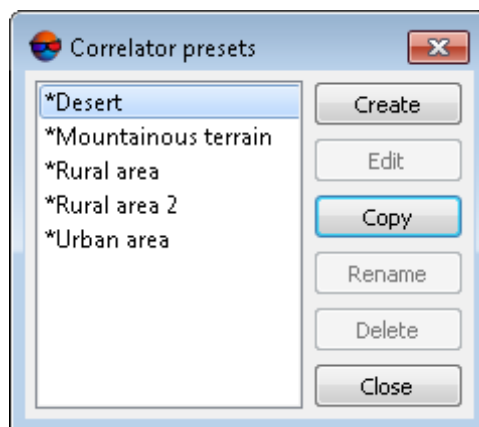 Correlator presets
*Desert
*Mountainous terrain
*Rural area
*Rural area 2
*Urban area
Create
Edit
Copy
Rename
Delete
Close